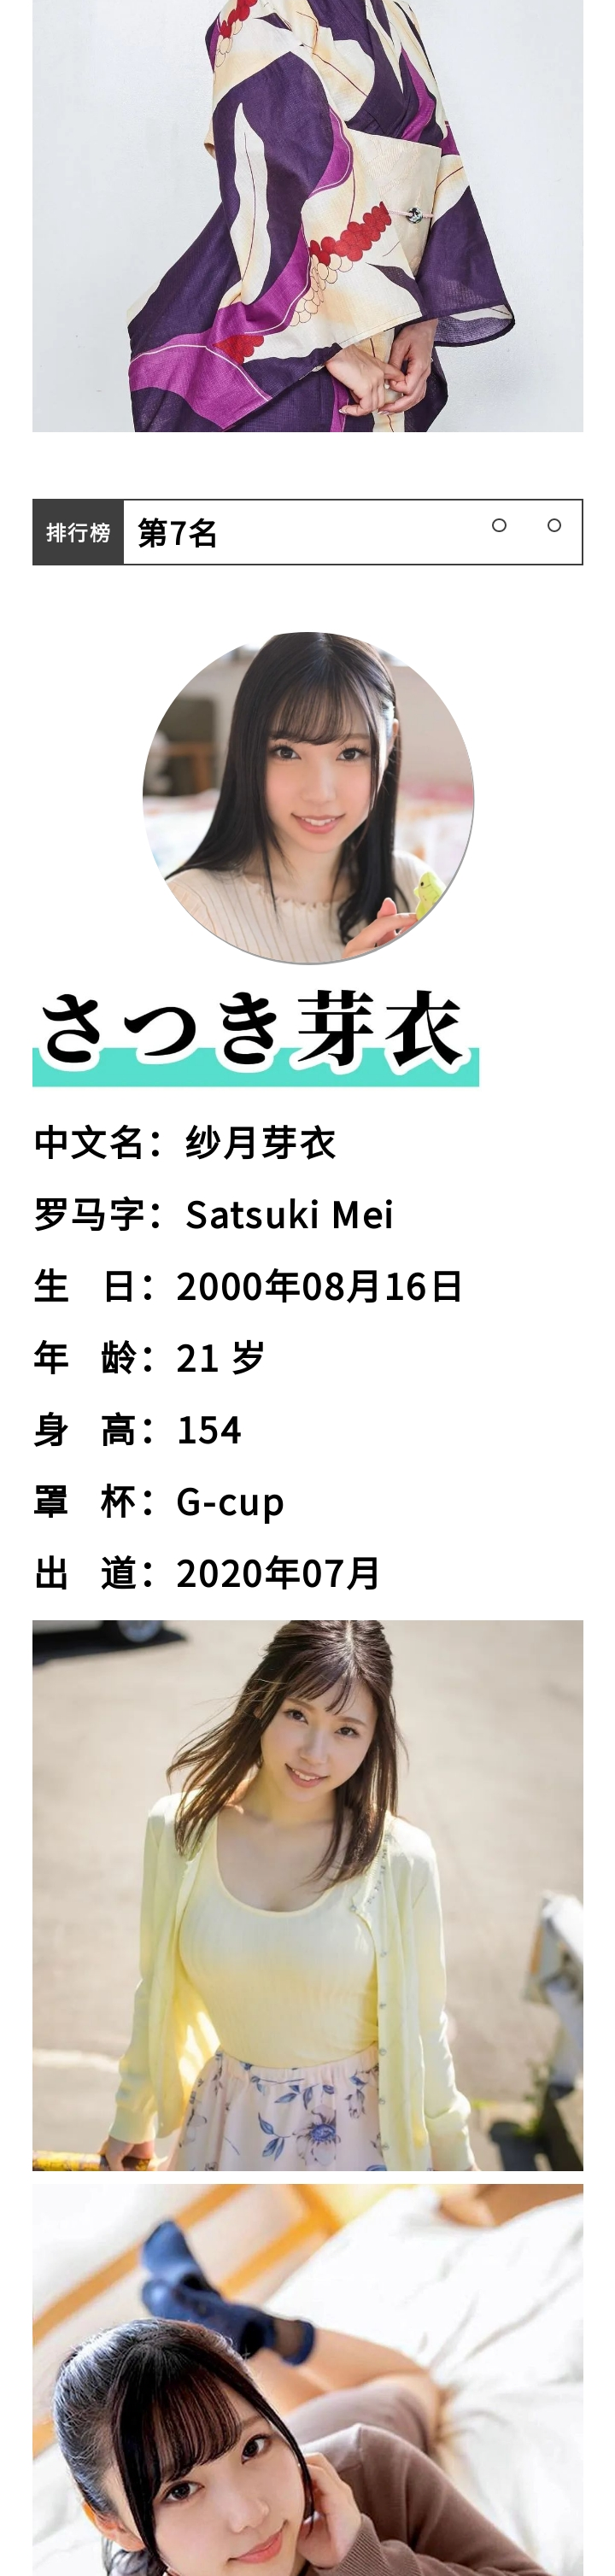 排行榜 第7名
さつき芽衣
中文名：纱月芽衣
罗马字：Satsuki Mei
生 日：2000年08月16日
年 龄：21 岁
身 高：154
罩 杯：G-cup
出 道：2020年07月